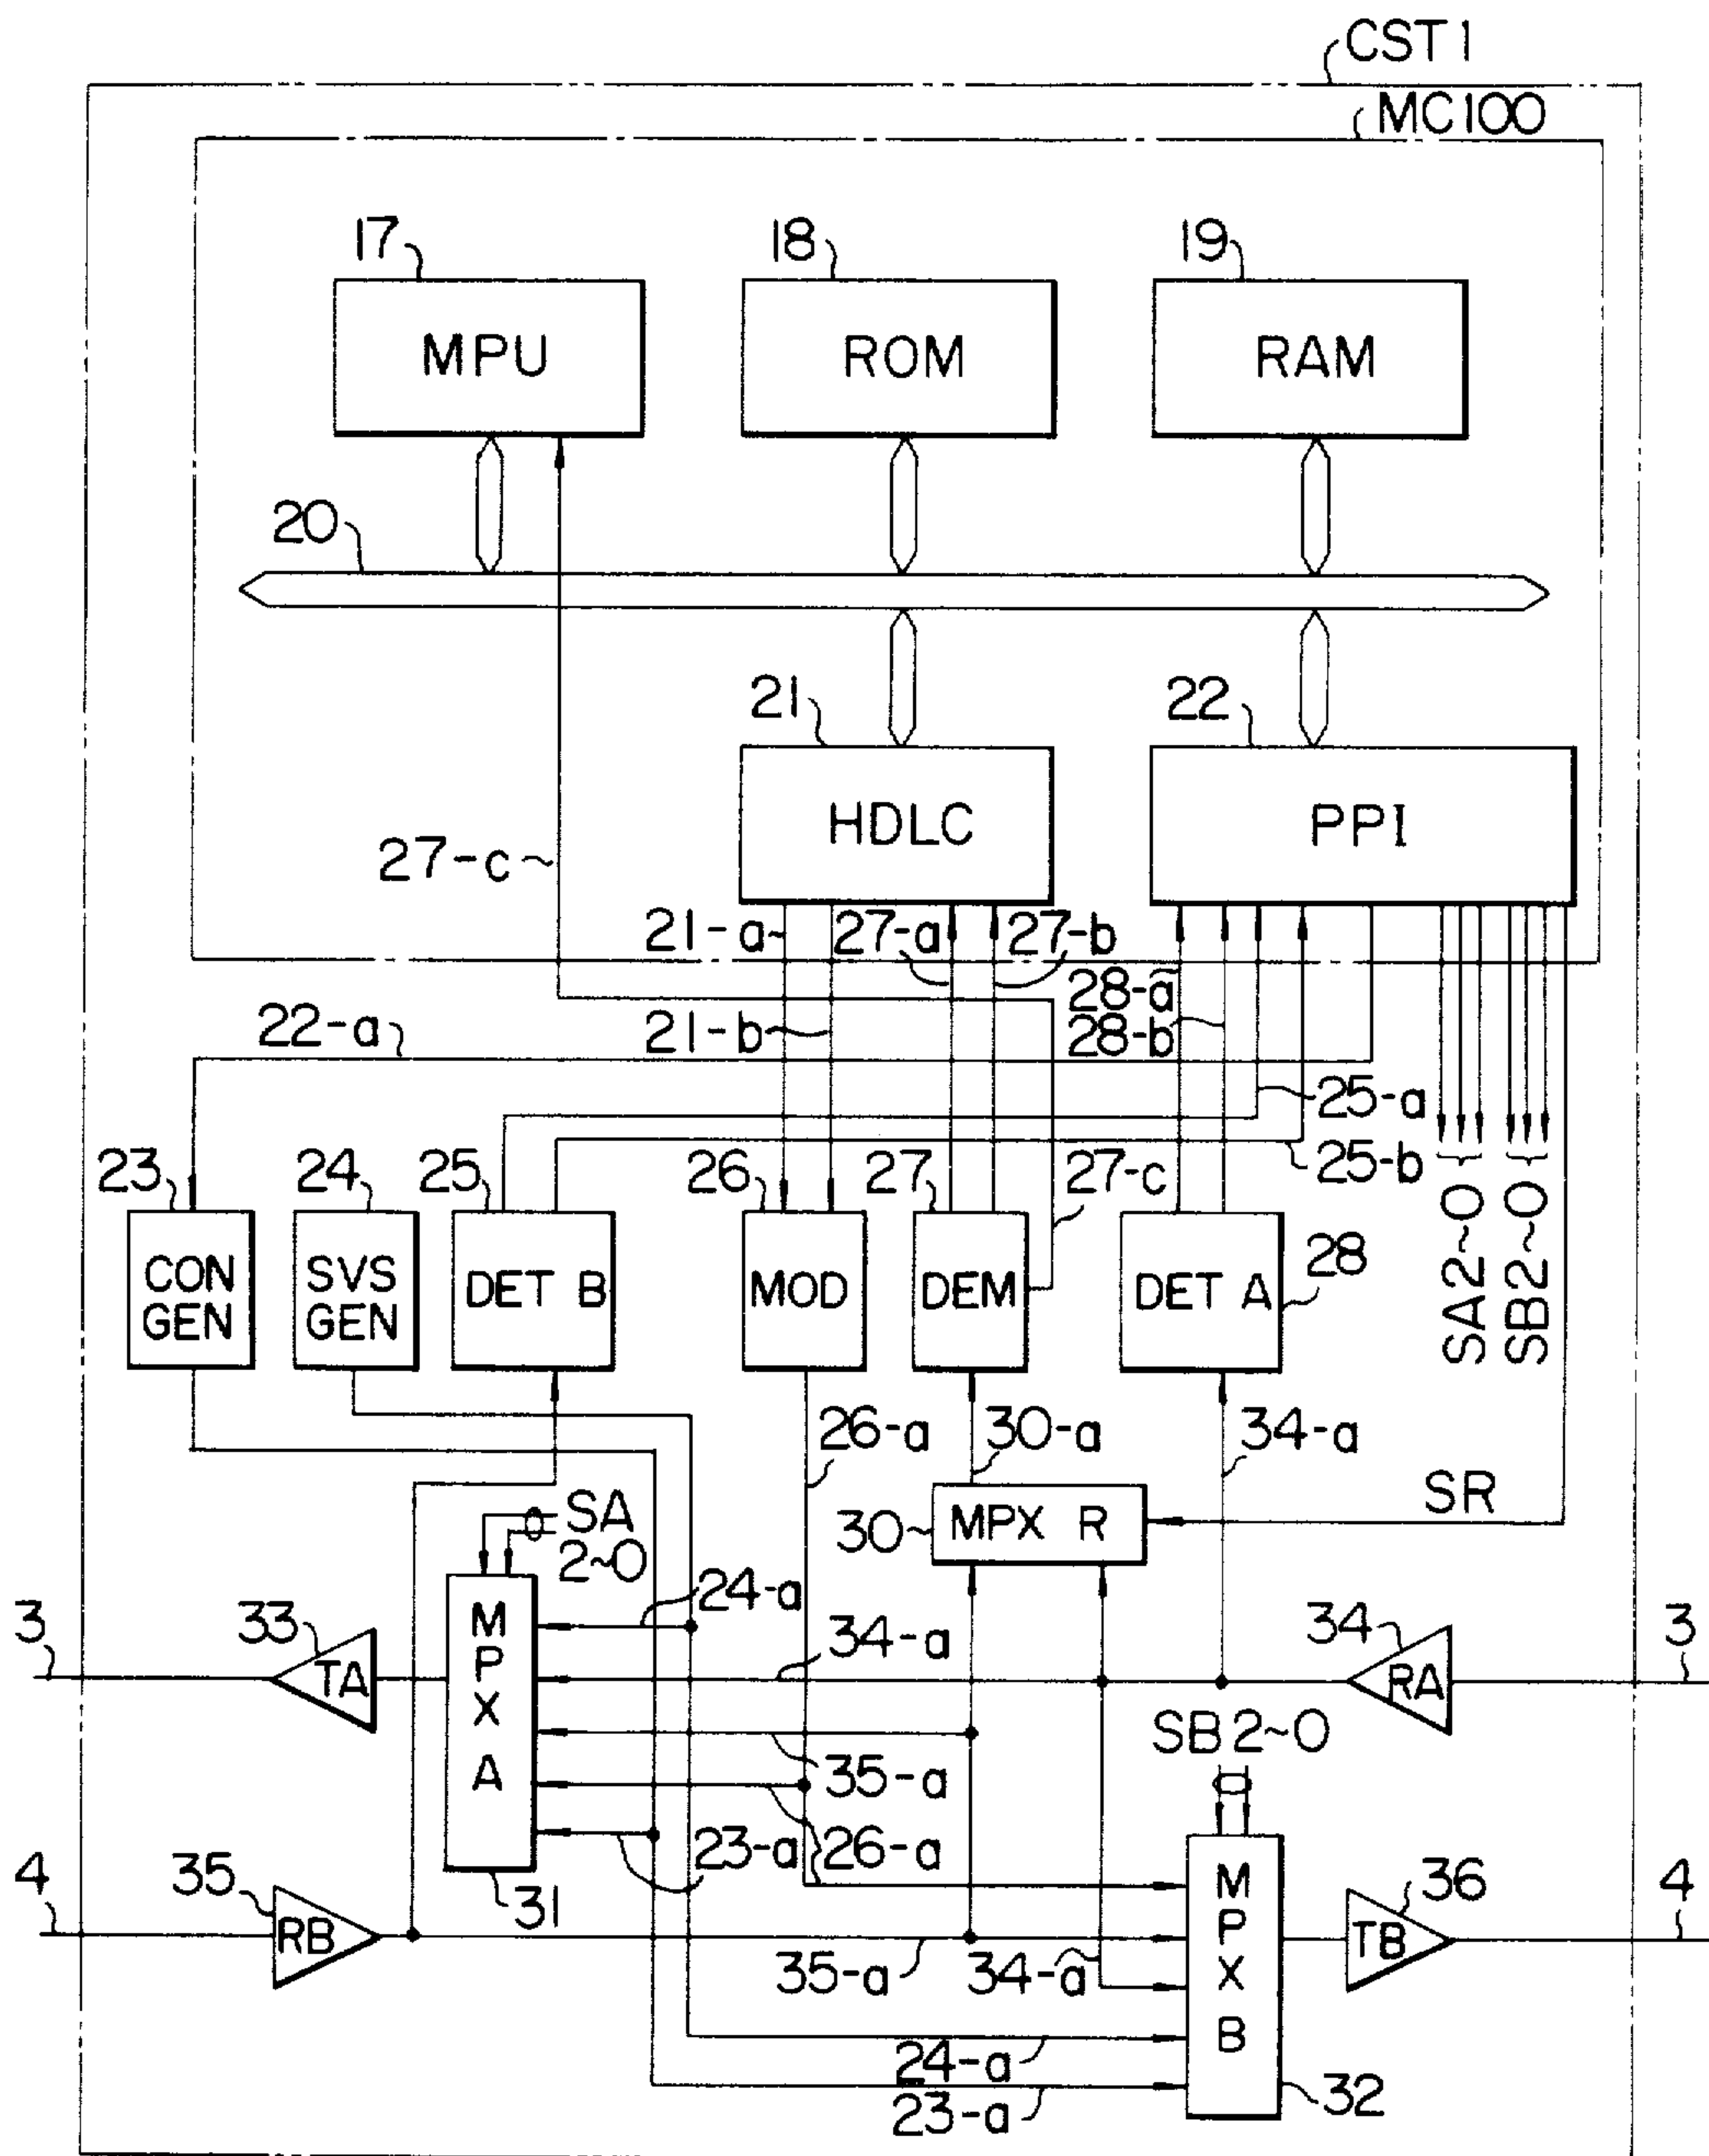 CST1
MC100
17
18
19
MPU
ROM
RAM
20
21
22
HDLC
PPI
27-c
21-a
27-a
27-b
28-a
22-a
21-b
28-b
25-a
25-b
23
24
25
26
27
27-c
28
SA2~0
SB2~0
CON GEN
SVS GEN
DET B
MOD
DEM
DET A
26-a
30-a
34-a
SR
SA 2~0
30
MPX R
24-a
3
33
TA
MPX A
34-a
34
RA
3
35-a
SB2~0
23-a
26-a
4
35
RB
31
MPX B
36
TB
4
35-a
34-a
24-a
23-a
32